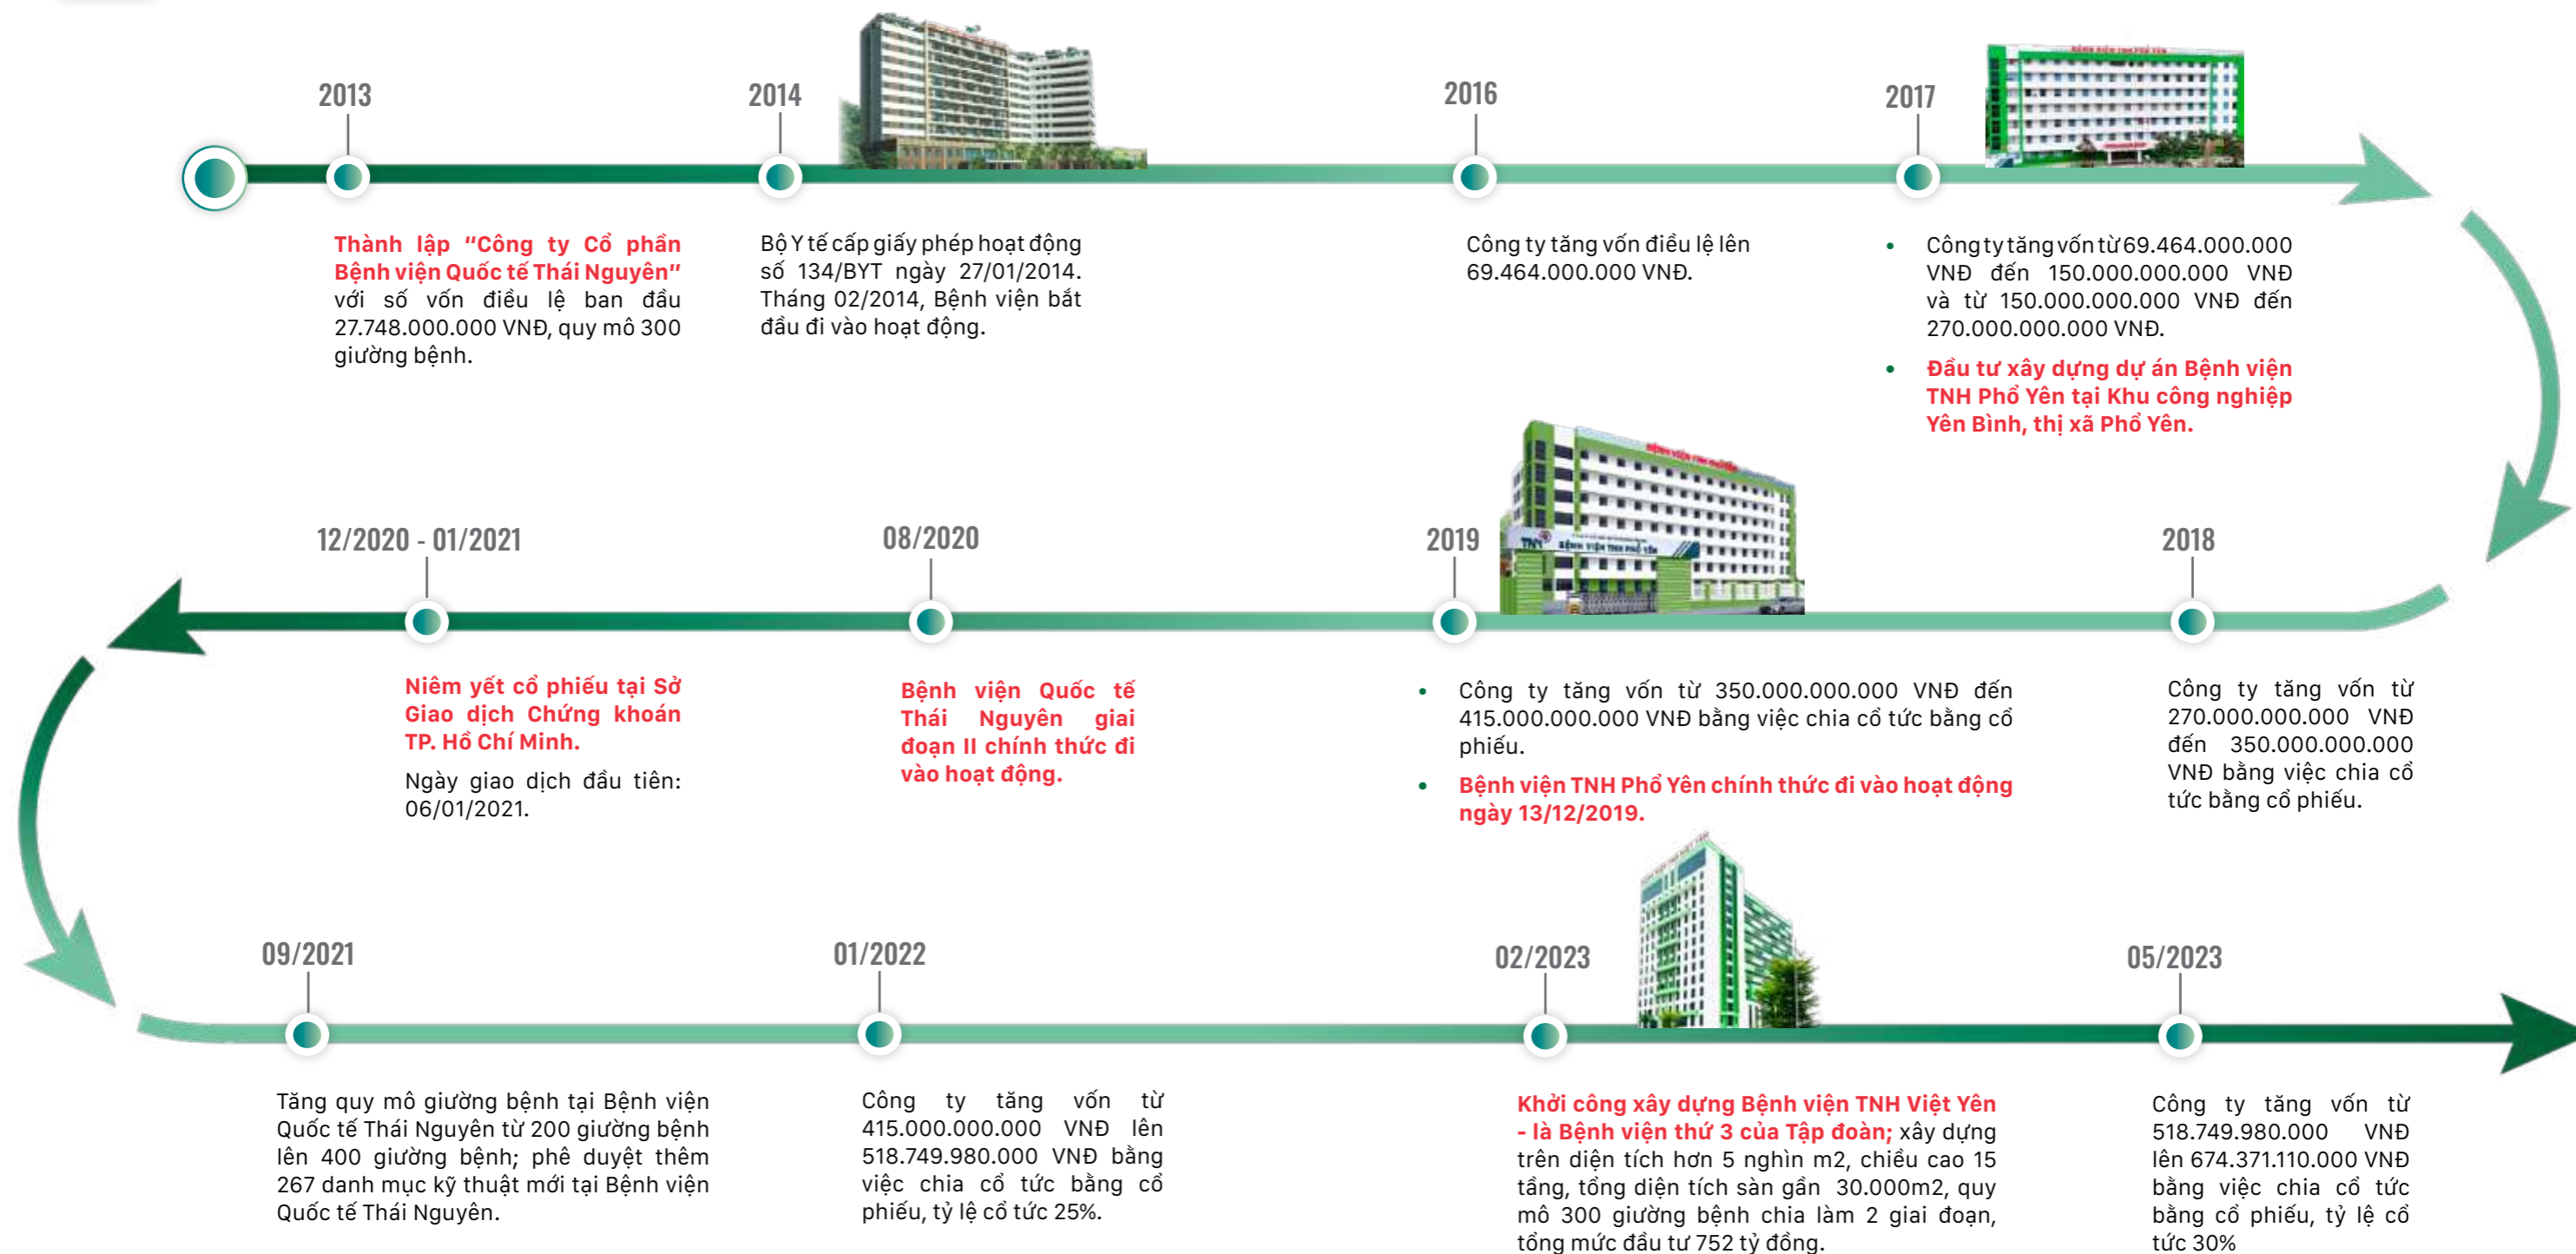 2013
Thành lập “Công ty Cổ phần
Bệnh viện Quốc tế Thái Nguyên”
với số vốn điều lệ ban đầu
27.748.000.000 VNĐ, quy mô 300
giường bệnh.
2014
Bộ Y tế cấp giấy phép hoạt động
số 134/BYT ngày 27/01/2014.
Tháng 02/2014, Bệnh viện bắt
đầu đi vào hoạt động.
2016
Công ty tăng vốn điều lệ lên
69.464.000.000 VNĐ.
2017
BỆNH VIỆN TNH PHỔ YÊN
• Công ty tăng vốn từ 69.464.000.000
VNĐ đến 150.000.000.000 VNĐ
và từ 150.000.000.000 VNĐ đến
270.000.000.000 VNĐ.
• Đầu tư xây dựng dự án Bệnh viện
TNH Phổ Yên tại Khu công nghiệp
Yên Bình, thị xã Phổ Yên.
2018
Công ty tăng vốn từ
270.000.000.000 VNĐ
đến 350.000.000.000
VNĐ bằng việc chia cổ
tức bằng cổ phiếu.
2019
BỆNH VIỆN TNH PHỔ YÊN
TNH
BỆNH VIỆN TNH PHỔ YÊN
• Công ty tăng vốn từ 350.000.000.000 VNĐ đến
415.000.000.000 VNĐ bằng việc chia cổ tức bằng cổ
phiếu.
• Bệnh viện TNH Phổ Yên chính thức đi vào hoạt động
ngày 13/12/2019.
08/2020
Bệnh viện Quốc tế
Thái Nguyên giai
đoạn II chính thức đi
vào hoạt động.
12/2020 - 01/2021
Niêm yết cổ phiếu tại Sở
Giao dịch Chứng khoán
TP. Hồ Chí Minh.
Ngày giao dịch đầu tiên:
06/01/2021.
09/2021
Tăng quy mô giường bệnh tại Bệnh viện
Quốc tế Thái Nguyên từ 200 giường bệnh
lên 400 giường bệnh; phê duyệt thêm
267 danh mục kỹ thuật mới tại Bệnh viện
Quốc tế Thái Nguyên.
01/2022
Công ty tăng vốn từ
415.000.000.000 VNĐ lên
518.749.980.000 VNĐ bằng
việc chia cổ tức bằng cổ
phiếu, tỷ lệ cổ tức 25%.
02/2023
Khởi công xây dựng Bệnh viện TNH Việt Yên
- là Bệnh viện thứ 3 của Tập đoàn; xây dựng
trên diện tích hơn 5 nghìn m2, chiều cao 15
tầng, tổng diện tích sàn gần 30.000m2, quy
mô 300 giường bệnh chia làm 2 giai đoạn,
tổng mức đầu tư 752 tỷ đồng.
05/2023
Công ty tăng vốn từ
518.749.980.000 VNĐ
lên 674.371.110.000 VNĐ
bằng việc chia cổ tức
bằng cổ phiếu, tỷ lệ cổ
tức 30%